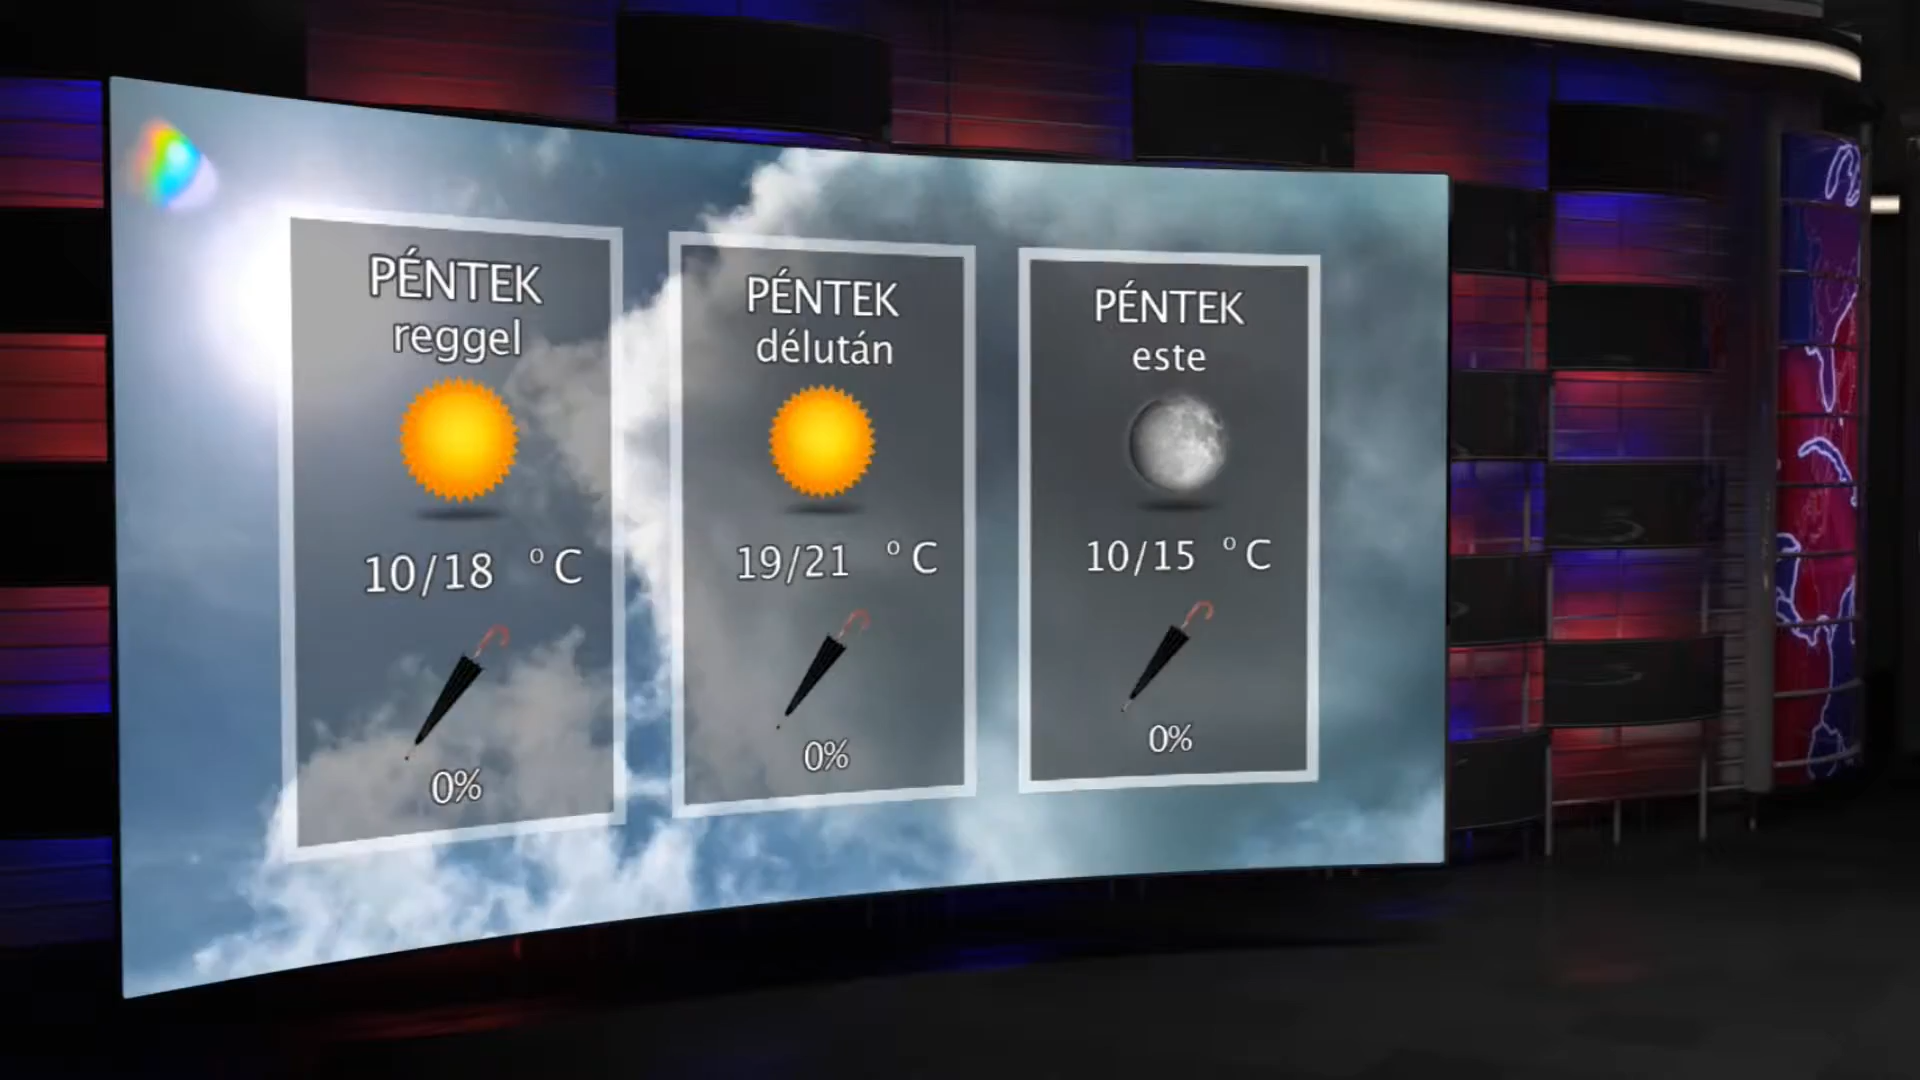 PÉNTEK
reggel
10/18 °C
0%
PÉNTEK
délután
19/21 °C
0%
PÉNTEK
este
10/15 °C
0%